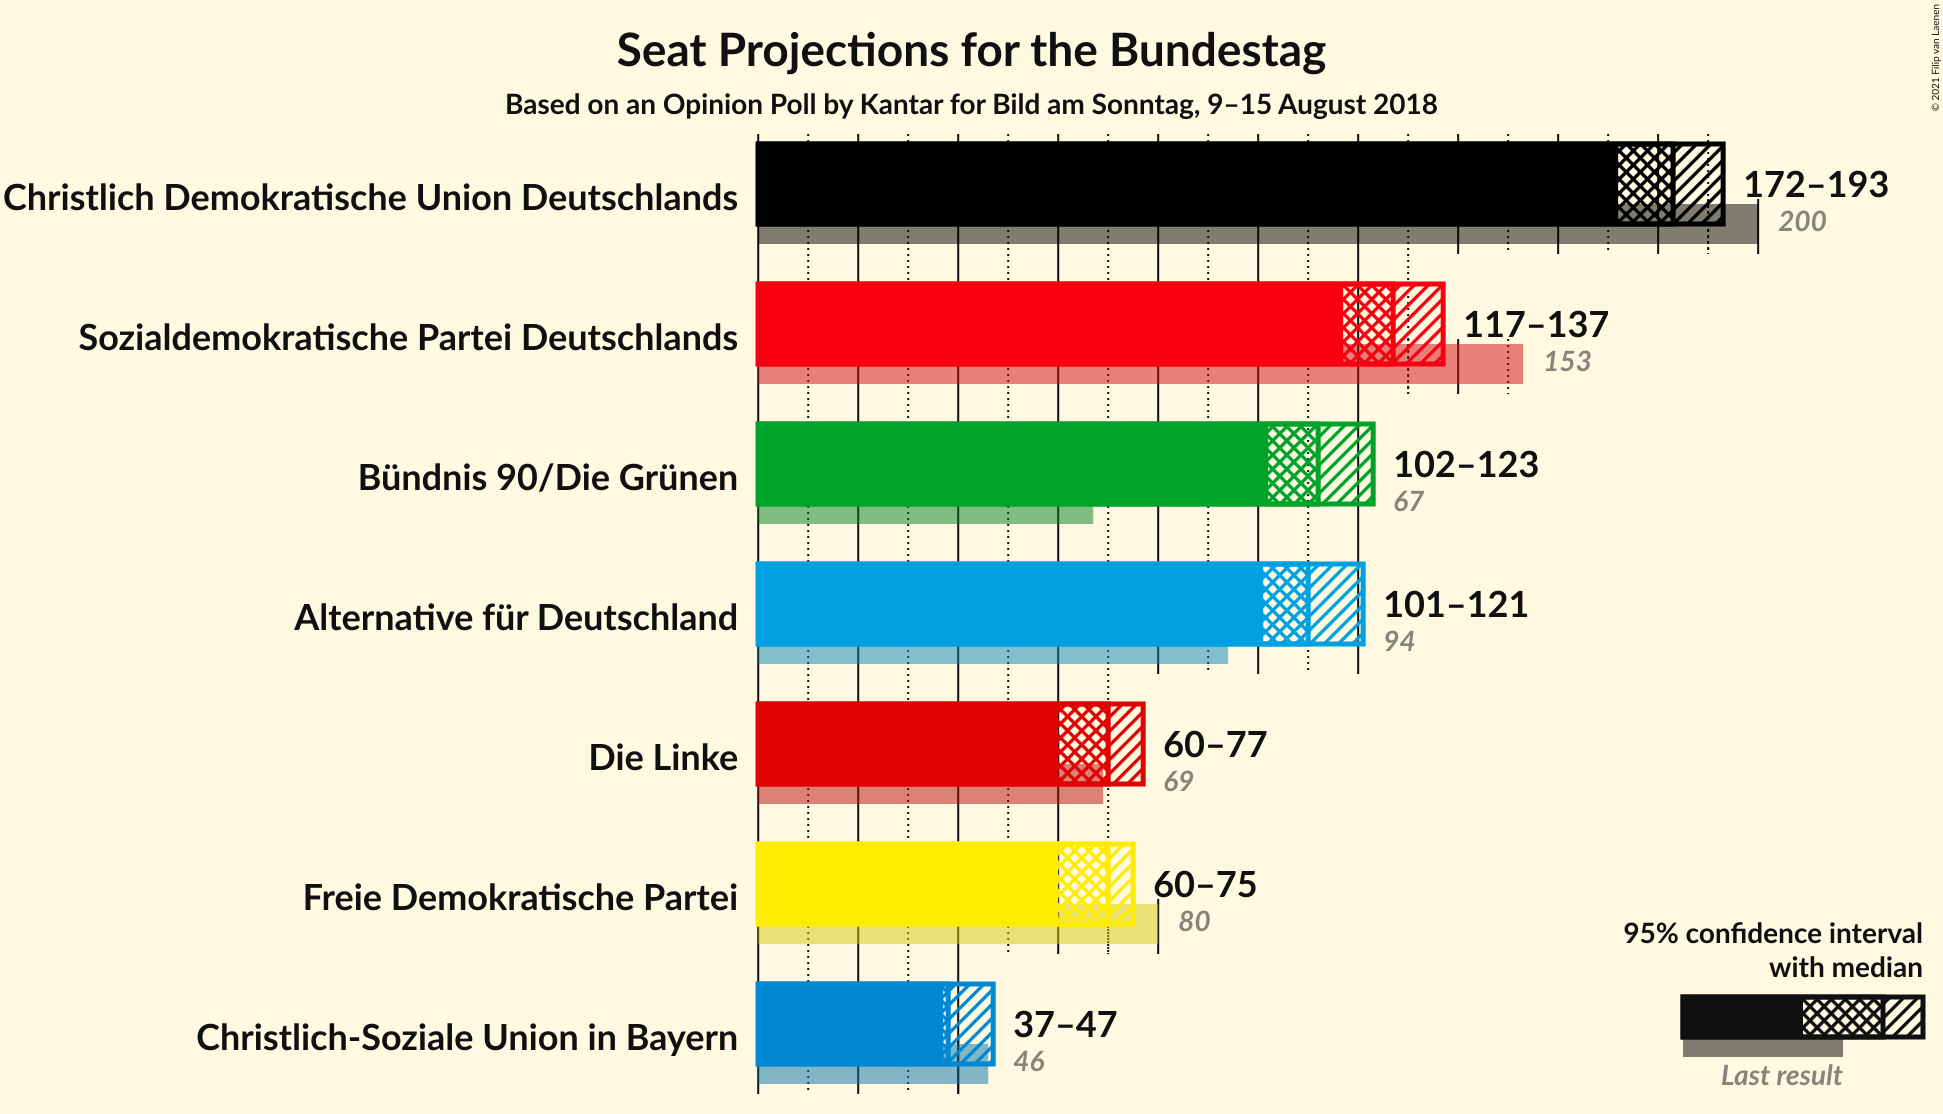 Seat Projections for the Bundestag
Based on an Opinion Poll by Kantar for Bild am Sonntag, 9–15 August 2018
© 2021 Filip van Laenen
Christlich Demokratische Union Deutschlands
172–193
200
Sozialdemokratische Partei Deutschlands
117–137
153
Bündnis 90/Die Grünen
102–123
67
Alternative für Deutschland
101–121
94
Die Linke
60–77
69
Freie Demokratische Partei
60–75
80
Christlich-Soziale Union in Bayern
37–47
46
95% confidence interval
with median
Last result